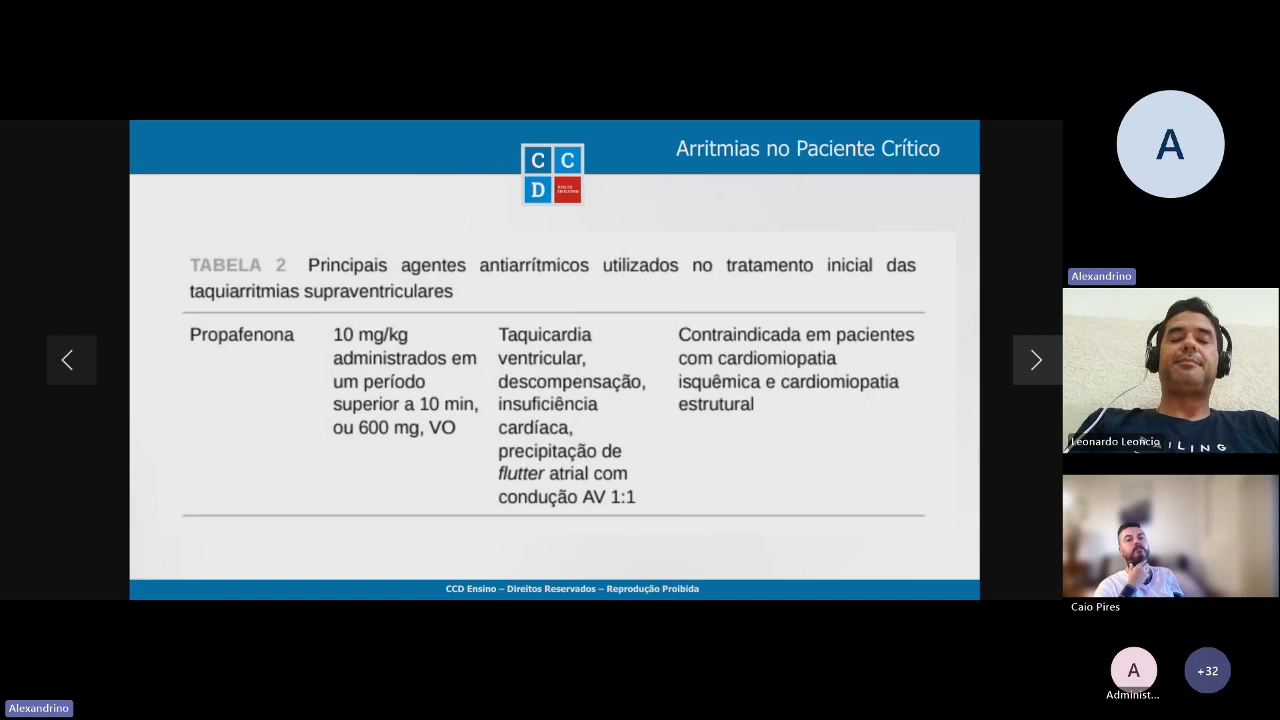 Arritmias no Paciente Crítico
C C
D
TABELA 2 Principais agentes antiarrítmicos utilizados no tratamento inicial das
taquiarritmias supraventriculares
Propafenona
10 mg/kg
administrados em
um período
superior a 10 min,
ou 600 mg, VO
Taquicardia
ventricular,
descompensação,
insuficiência
cardíaca,
precipitação de
flutter atrial com
condução AV 1:1
Contraindicada em pacientes
com cardiomiopatia
isquêmica e cardiomiopatia
estrutural
CCD Ensino – Direitos Reservados – Reprodução Proibida
Alexandrino
A
Alexandrino
Leonardo Leoncio
ILING
Caio Pires
A
Administ...
+32